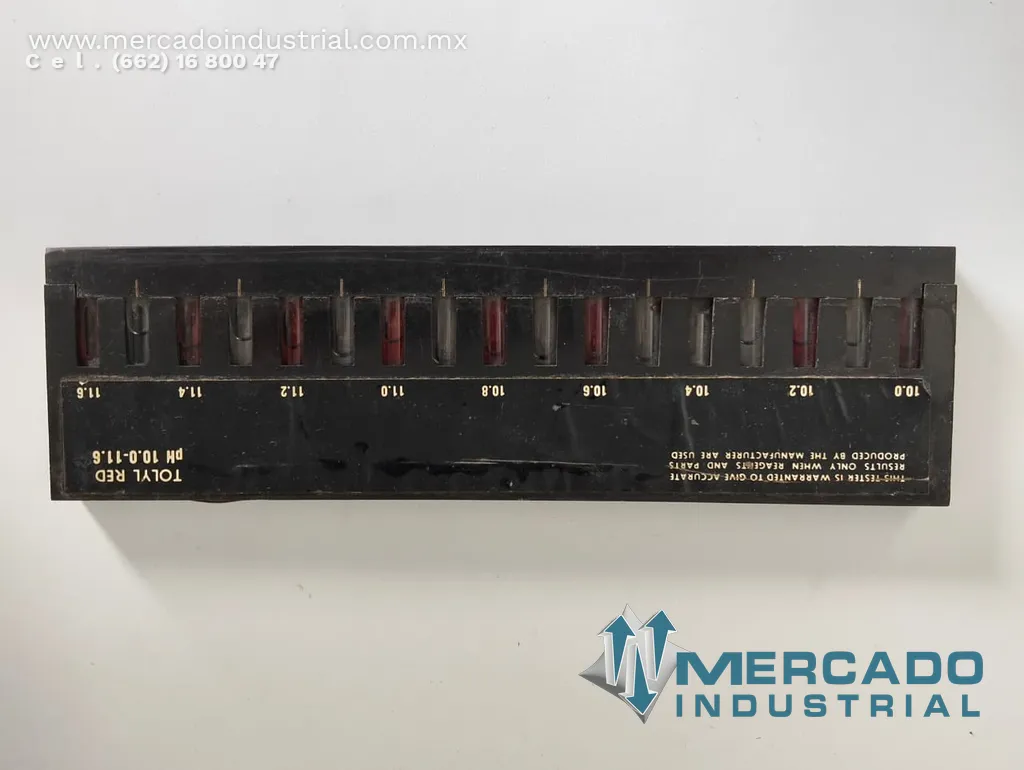 www.mercadoindustrial.com.mx
Cel. (662) 16 800 47
10.0 10.2 10.4 10.6 10.8 11.0 11.2 11.4 11.6
THIS TESTER IS WARRANTED TO GIVE ACCURATE
RESULTS ONLY WHEN REAGENTS AND PARTS
PRODUCED BY THE MANUFACTURER ARE USED
TOLYL RED
pH 10.0-11.6
MERCADO
INDUSTRIAL